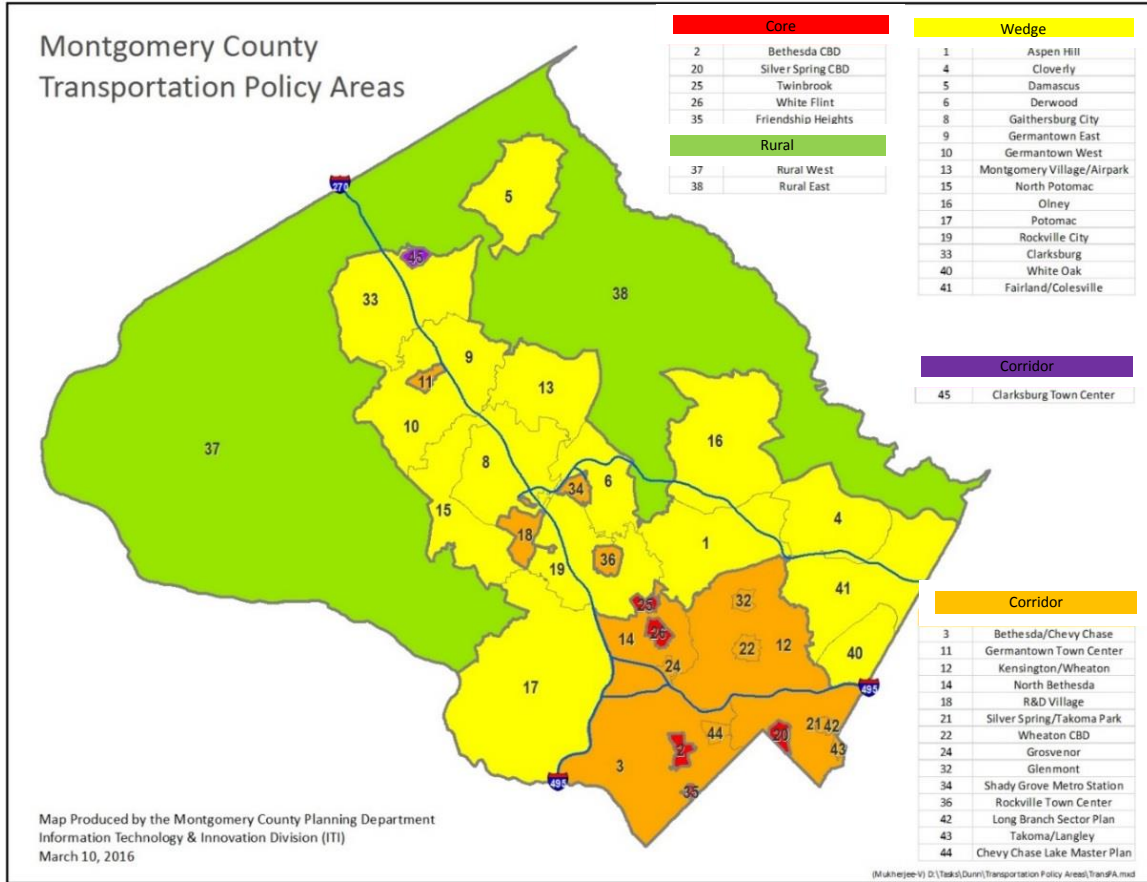 Montgomery County
Transportation Policy Areas
Core
2 Bethesda CBD
20 Silver Spring CBD
25 Twinbrook
26 White Flint
35 Friendship Heights
Rural
37 Rural West
38 Rural East
Wedge
1 Aspen Hill
4 Cloverly
5 Damascus
6 Derwood
8 Gaithersburg City
9 Germantown East
10 Germantown West
13 Montgomery Village/Airpark
15 North Potomac
16 Olney
17 Potomac
19 Rockville City
33 Clarksburg
40 White Oak
41 Fairland/Colesville
Corridor
45 Clarksburg Town Center
Corridor
3 Bethesda/Chevy Chase
11 Germantown Town Center
12 Kensington/Wheaton
14 North Bethesda
18 R&D Village
21 Silver Spring/Takoma Park
22 Wheaton CBD
24 Grosvenor
32 Glenmont
34 Shady Grove Metro Station
36 Rockville Town Center
42 Long Branch Sector Plan
43 Takoma/Langley
44 Chevy Chase Lake Master Plan
270
5
45
33
38
9
11
13
10
16
37
8
34
6
15
4
18
1
36
19
41
25
32
26
14
22
12
24
40
17
495
21
42
44
20
43
2
3
495
35
Map Produced by the Montgomery County Planning Department
Information Technology & Innovation Division (ITI)
March 10, 2016
(Mukherjee-V) D:\Tasks\Dunn\Transportation Policy Areas\TransPA.mxd